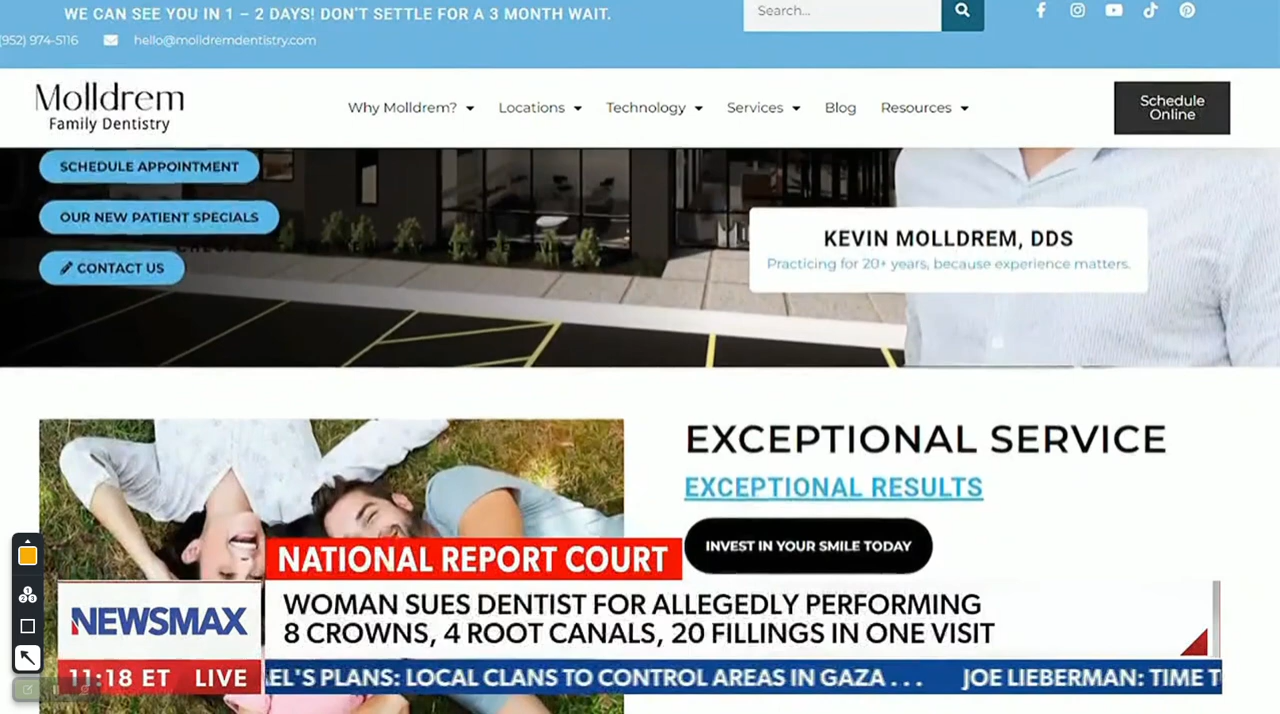 WE CAN SEE YOU IN 1 – 2 DAYS! DON'T SETTLE FOR A 3 MONTH WAIT.
Search...
(952) 974-5116
hello@molldremdentistry.com
Molldrem
Family Dentistry
Why Molldrem?
Locations
Technology
Services
Blog
Resources
Schedule
Online
SCHEDULE APPOINTMENT
OUR NEW PATIENT SPECIALS
CONTACT US
KEVIN MOLLDREM, DDS
Practicing for 20+ years, because experience matters.
EXCEPTIONAL SERVICE
EXCEPTIONAL RESULTS
INVEST IN YOUR SMILE TODAY
NATIONAL REPORT COURT
NEWSMAX
WOMAN SUES DENTIST FOR ALLEGEDLY PERFORMING
8 CROWNS, 4 ROOT CANALS, 20 FILLINGS IN ONE VISIT
11:18 ET LIVE
EL'S PLANS: LOCAL CLANS TO CONTROL AREAS IN GAZA . . . JOE LIEBERMAN: TIME T